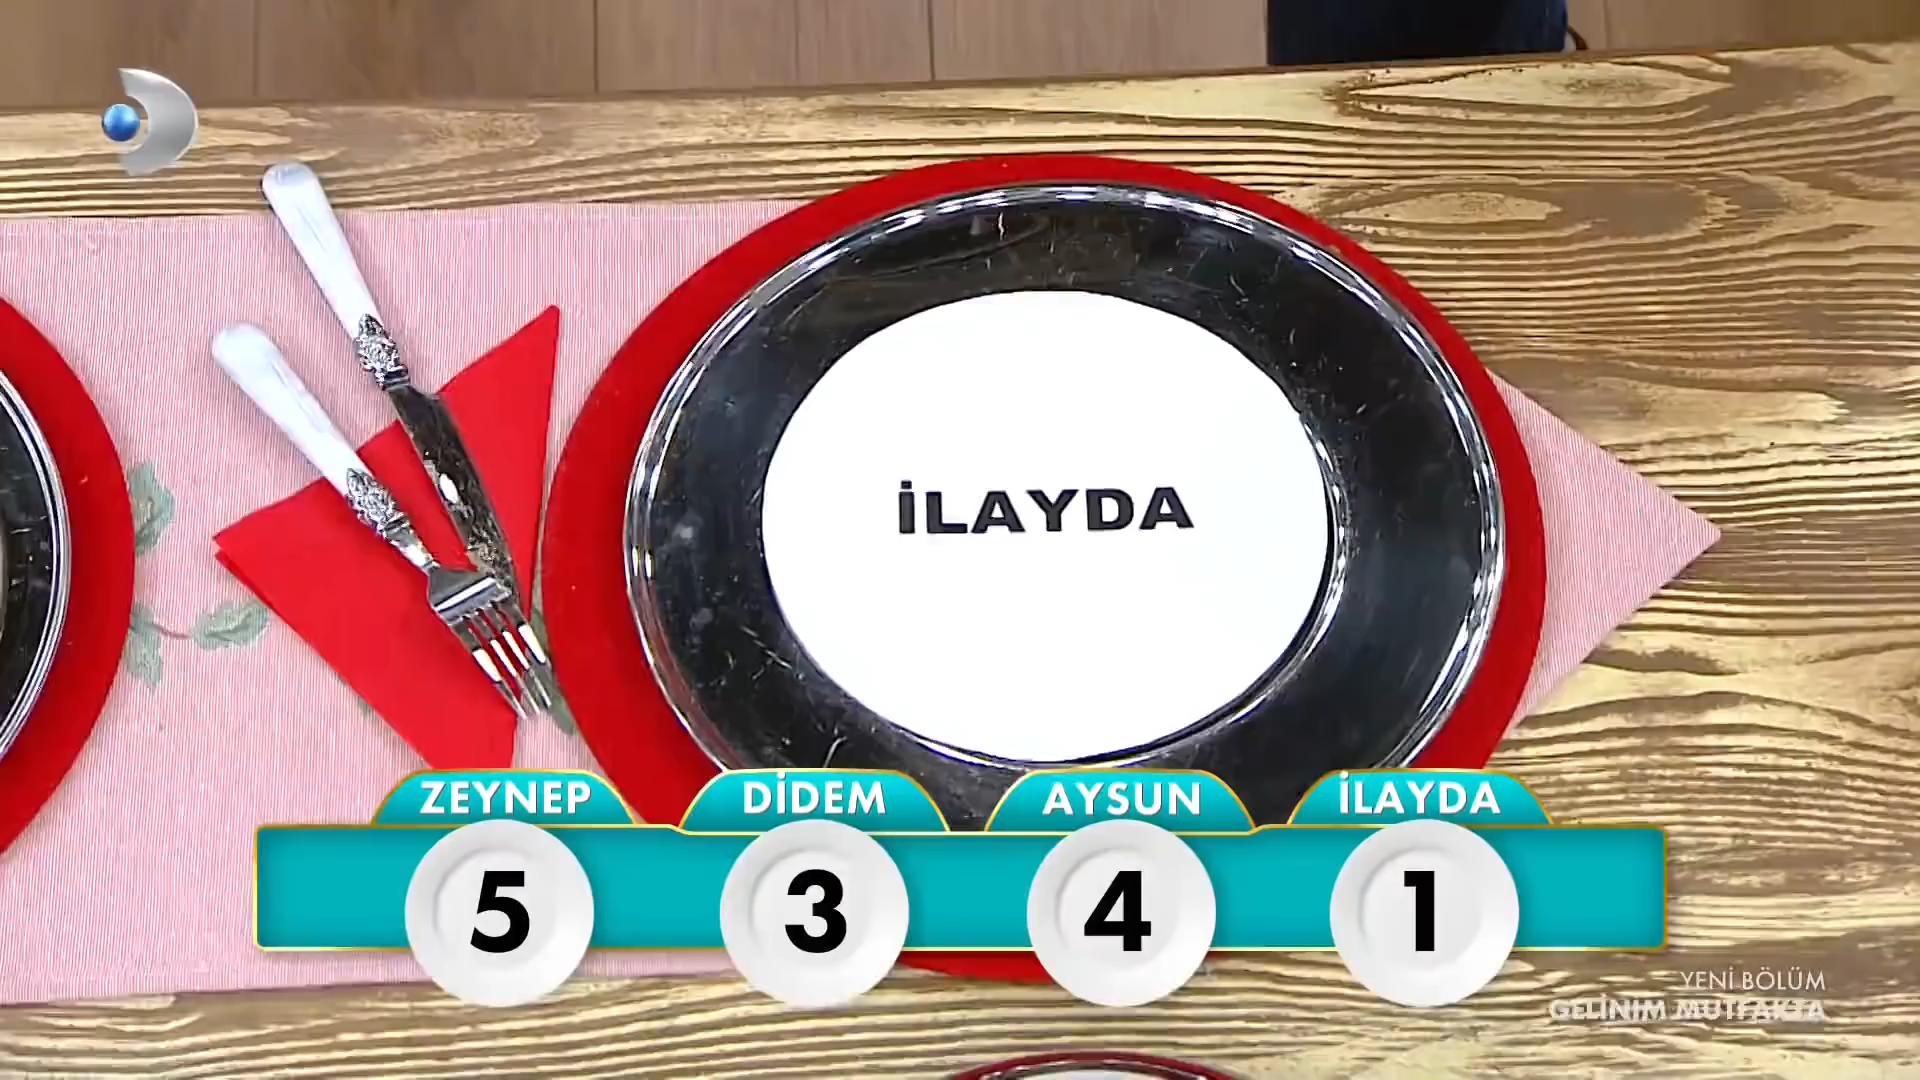 İLAYDA
ZEYNEP DİDEM AYSUN İLAYDA
5 3 4 1
YENİ BÖLÜM
GELİNİM MUTFAKTA